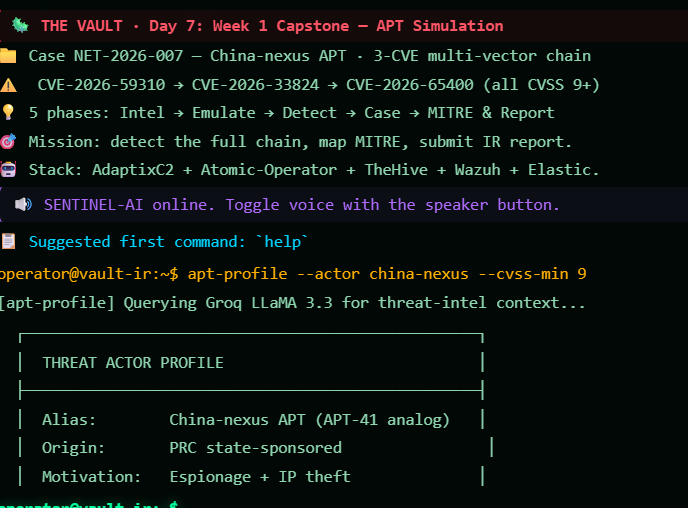 THE VAULT · Day 7: Week 1 Capstone — APT Simulation
Case NET-2026-007 — China-nexus APT · 3-CVE multi-vector chain
CVE-2026-59310 → CVE-2026-33824 → CVE-2026-65400 (all CVSS 9+)
5 phases: Intel → Emulate → Detect → Case → MITRE & Report
Mission: detect the full chain, map MITRE, submit IR report.
Stack: AdaptixC2 + Atomic-Operator + TheHive + Wazuh + Elastic.
SENTINEL-AI online. Toggle voice with the speaker button.
Suggested first command: `help`
operator@vault-ir:~$ apt-profile --actor china-nexus --cvss-min 9
[apt-profile] Querying Groq LLaMA 3.3 for threat-intel context...
THREAT ACTOR PROFILE
Alias: China-nexus APT (APT-41 analog)
Origin: PRC state-sponsored
Motivation: Espionage + IP theft
operator@vault-ir:~$